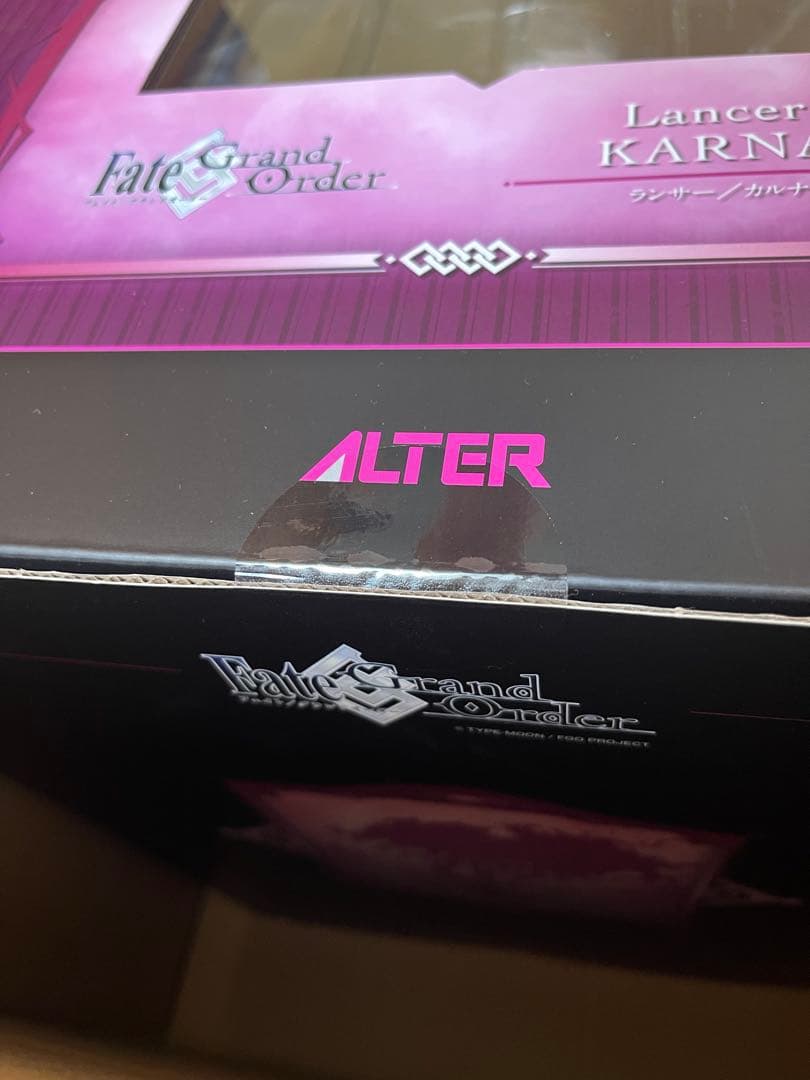 Fate/Grand Order
Lancer
KARNA
ランサー／カルナ
ALTER
Fate/Grand Order
© TYPE-MOON / FGO PROJECT